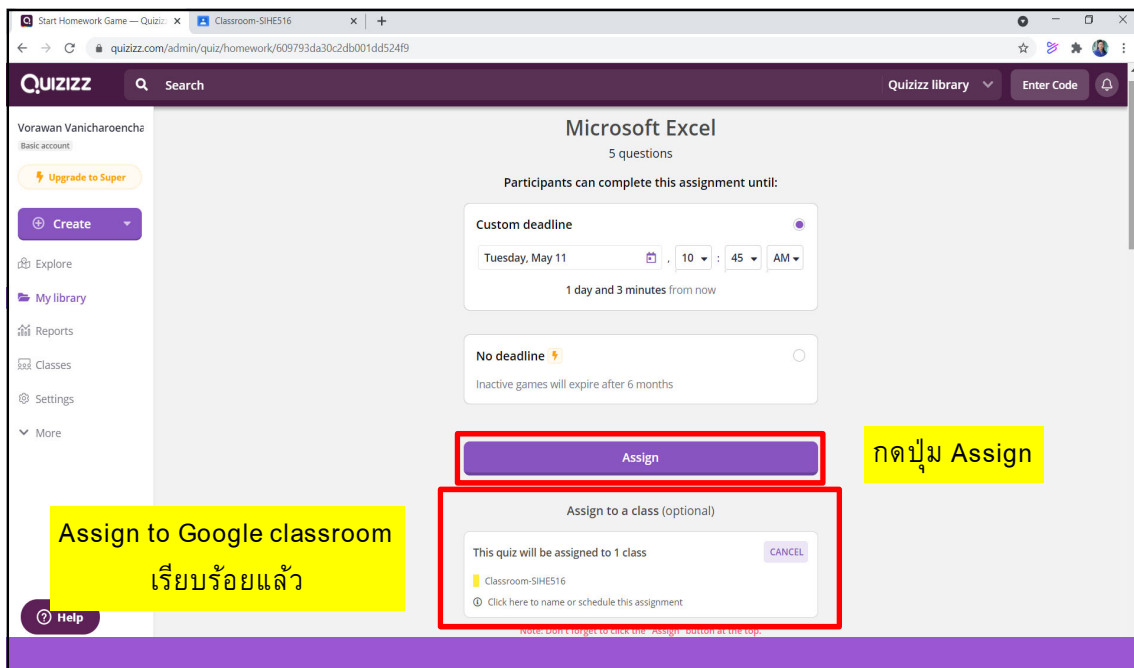 Start Homework Game — Quiziz
Classroom-SIHE516
quizizz.com/admin/quiz/homework/609793da30c2db001dd524f9
QUIZIZZ
Search
Quizizz library
Enter Code
Vorawan Vanicharoencha
Basic account
Upgrade to Super
Create
Explore
My library
Reports
Classes
Settings
More
Help
Microsoft Excel
5 questions
Participants can complete this assignment until:
Custom deadline
Tuesday, May 11 , 10 : 45 AM
1 day and 3 minutes from now
No deadline
Inactive games will expire after 6 months
Assign
กดปุ่ม Assign
Assign to a class (optional)
This quiz will be assigned to 1 class
CANCEL
Classroom-SIHE516
Click here to name or schedule this assignment
Note: Don't forget to click the "Assign" button at the top.
Assign to Google classroom
เรียบร้อยแล้ว